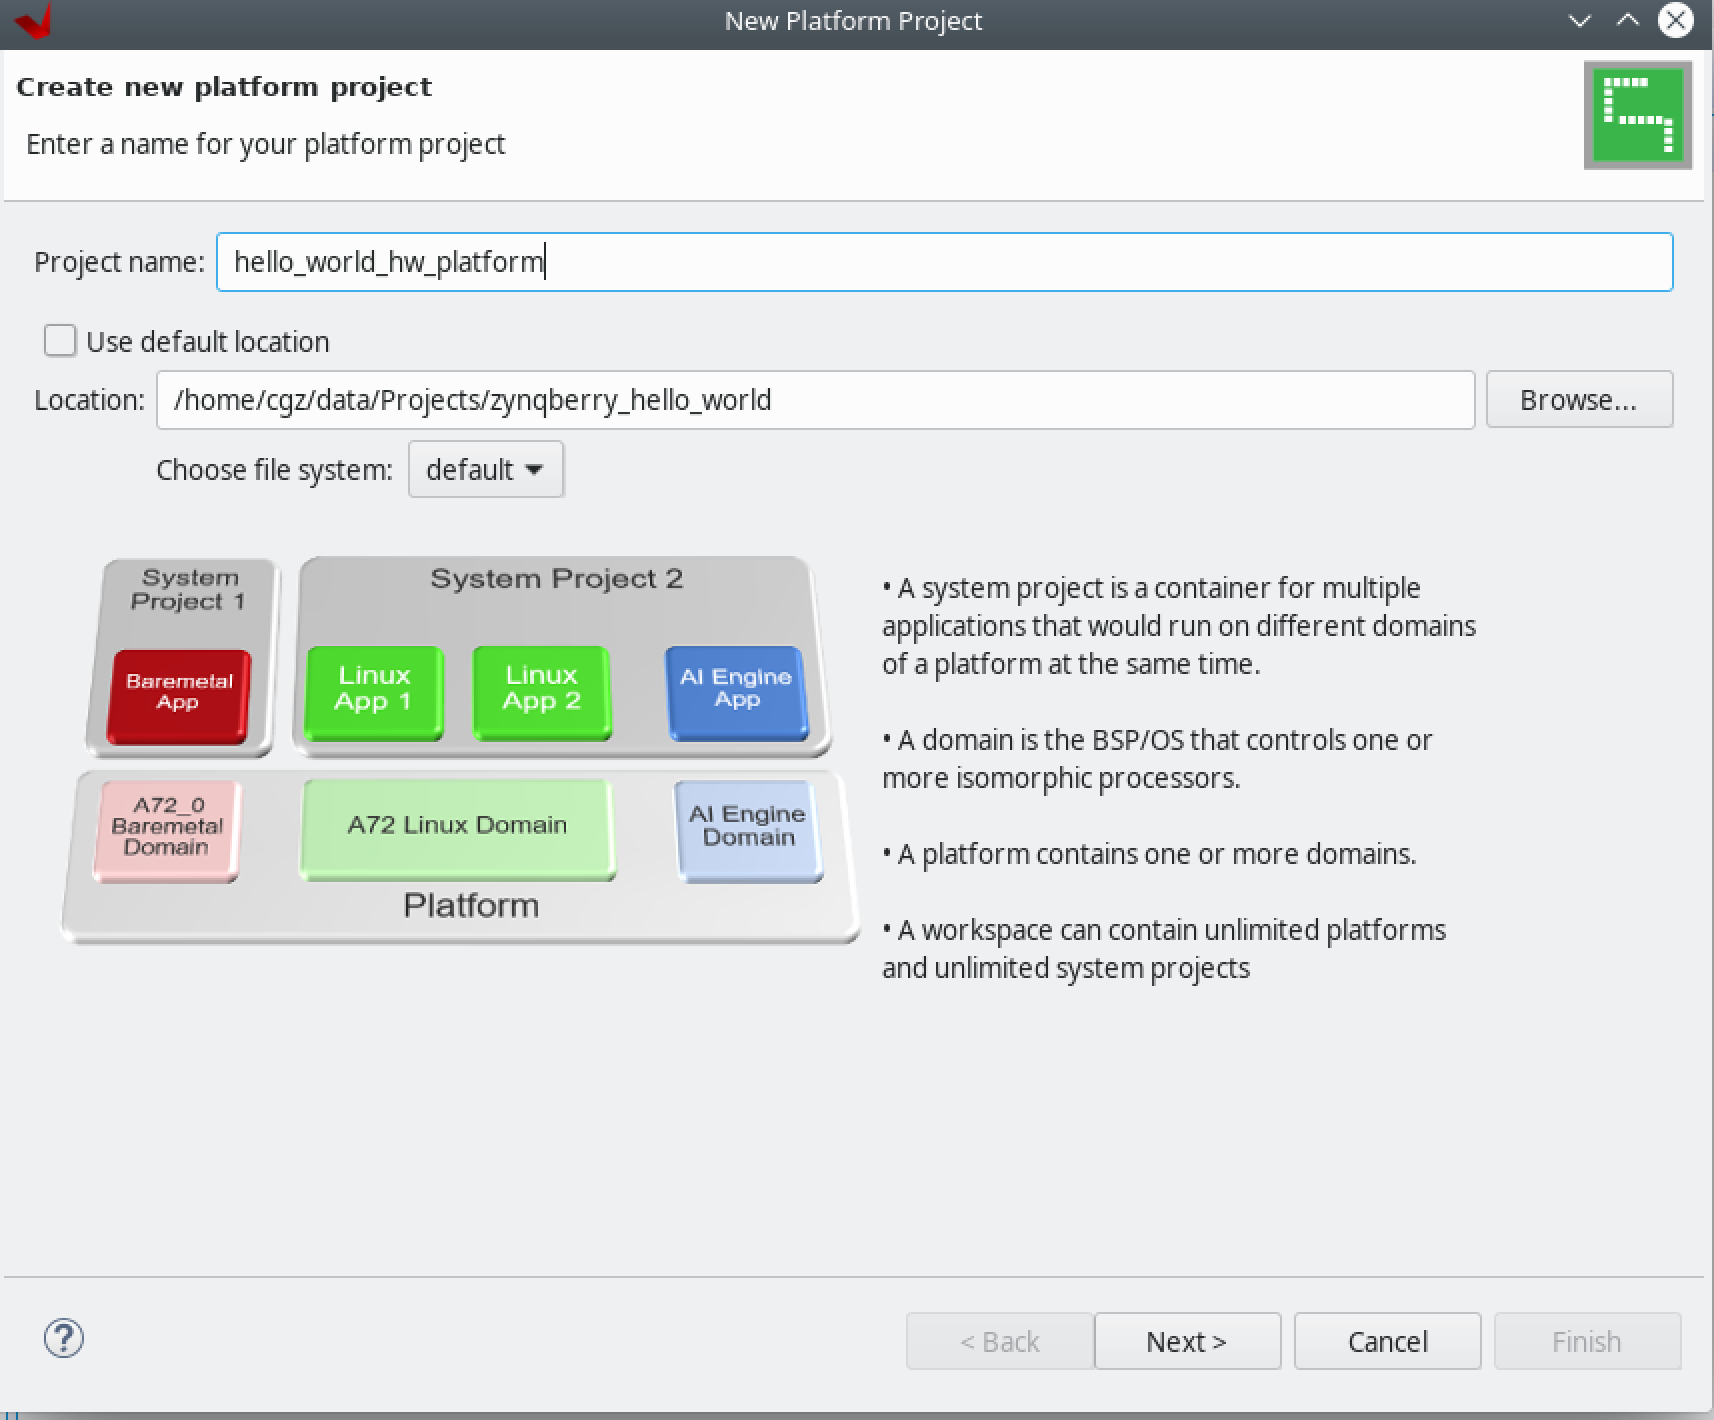 New Platform Project
Create new platform project
Enter a name for your platform project
Project name: hello_world_hw_platform
Use default location
Location: /home/cgz/data/Projects/zynqberry_hello_world Browse...
Choose file system: default
System
Project 1
System Project 2
Baremetal
App
Linux
App 1
Linux
App 2
AI Engine
App
A72_0
Baremetal
Domain
A72 Linux Domain
AI Engine
Domain
Platform
• A system project is a container for multiple
applications that would run on different domains
of a platform at the same time.
• A domain is the BSP/OS that controls one or
more isomorphic processors.
• A platform contains one or more domains.
• A workspace can contain unlimited platforms
and unlimited system projects
? < Back Next > Cancel Finish